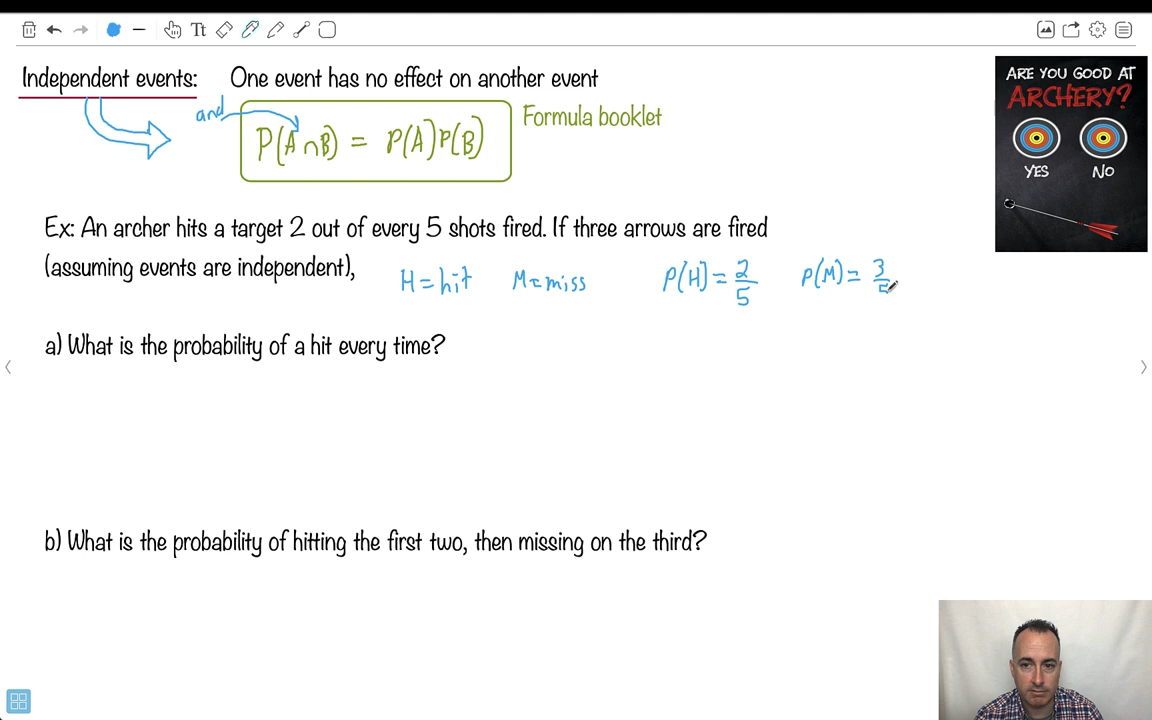 Tt
Independent events: One event has no effect on another event
and
P(A∩B) = P(A)P(B)
Formula booklet
ARE YOU GOOD AT
ARCHERY?
YES NO
Ex: An archer hits a target 2 out of every 5 shots fired. If three arrows are fired
(assuming events are independent),
H = hit M = miss P(H) = 2/5 P(M) = 3/5
a) What is the probability of a hit every time?
b) What is the probability of hitting the first two, then missing on the third?